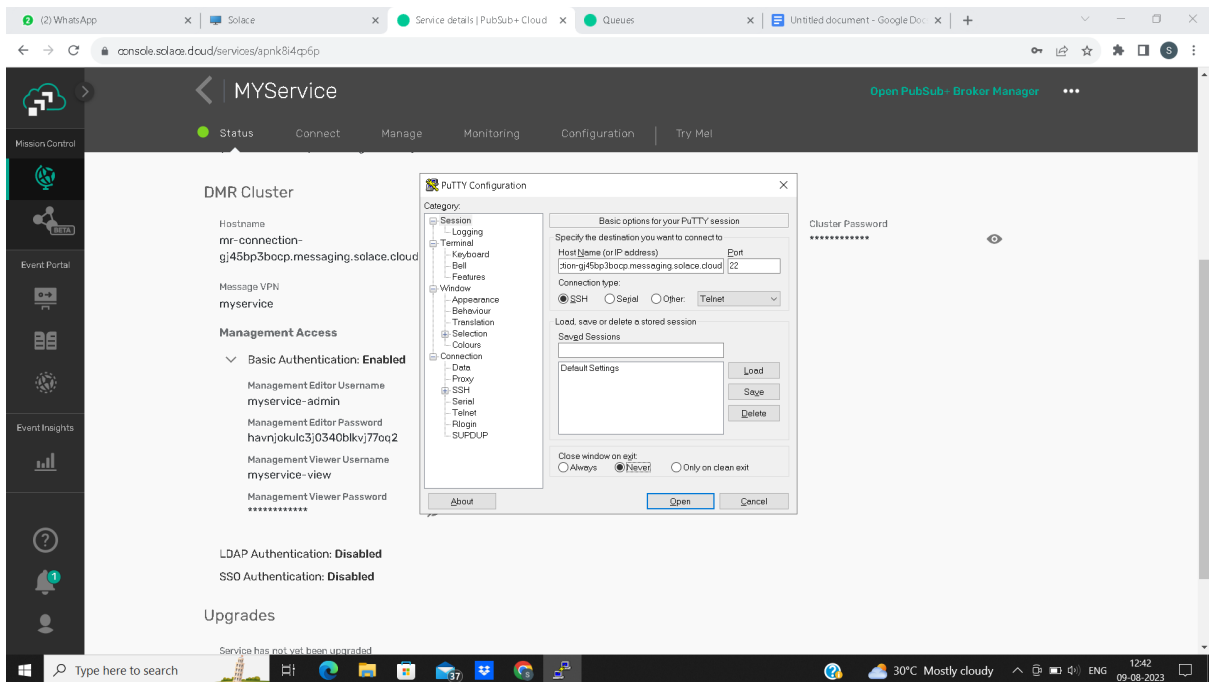 (2) WhatsApp
Solace
Service details | PubSub+ Cloud
Queues
Untitled document - Google Doc
console.solace.cloud/services/apnk8i4cp6p
S
MYService
Open PubSub+ Broker Manager
Status Connect Manage Monitoring Configuration Try Me!
Mission Control
BETA
Event Portal
Event Insights
1
DMR Cluster
Hostname
mr-connection-
gj45bp3bocp.messaging.solace.cloud
Cluster Password
************
Message VPN
myservice
Management Access
Basic Authentication: Enabled
Management Editor Username
myservice-admin
Management Editor Password
havnjokulc3j0340blkvj77oq2
Management Viewer Username
myservice-view
Management Viewer Password
************
LDAP Authentication: Disabled
SSO Authentication: Disabled
Upgrades
Service has not yet been upgraded
PuTTY Configuration
Category:
Session
Logging
Terminal
Keyboard
Bell
Features
Window
Appearance
Behaviour
Translation
Selection
Colours
Connection
Data
Proxy
SSH
Serial
Telnet
Rlogin
SUPDUP
Basic options for your PuTTY session
Specify the destination you want to connect to
Host Name (or IP address) Port
ction-gj45bp3bocp.messaging.solace.cloud 22
Connection type:
SSH Serial Other: Telnet
Load, save or delete a stored session
Saved Sessions
Default Settings
Load
Save
Delete
Close window on exit:
Always Never Only on clean exit
About Open Cancel
Type here to search
37
30°C Mostly cloudy
ENG
12:42
09-08-2023